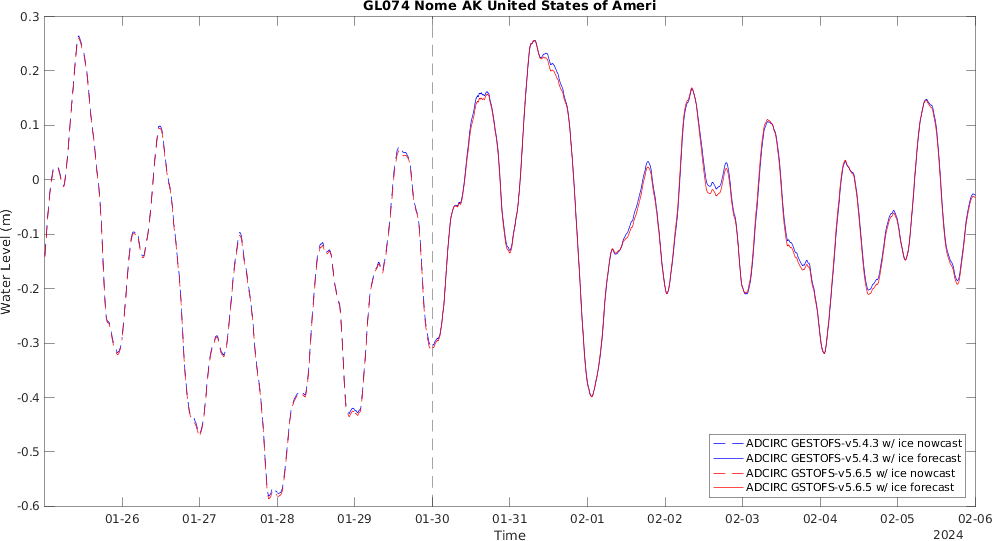 GL074 Nome AK United States of Ameri
0.3
0.2
0.1
0
-0.1
-0.2
-0.3
-0.4
-0.5
-0.6
Water Level (m)
ADCIRC GESTOFS-v5.4.3 w/ ice nowcast
ADCIRC GESTOFS-v5.4.3 w/ ice forecast
ADCIRC GSTOFS-v5.6.5 w/ ice nowcast
ADCIRC GSTOFS-v5.6.5 w/ ice forecast
01-26 01-27 01-28 01-29 01-30 01-31 02-01 02-02 02-03 02-04 02-05 02-06
Time
2024